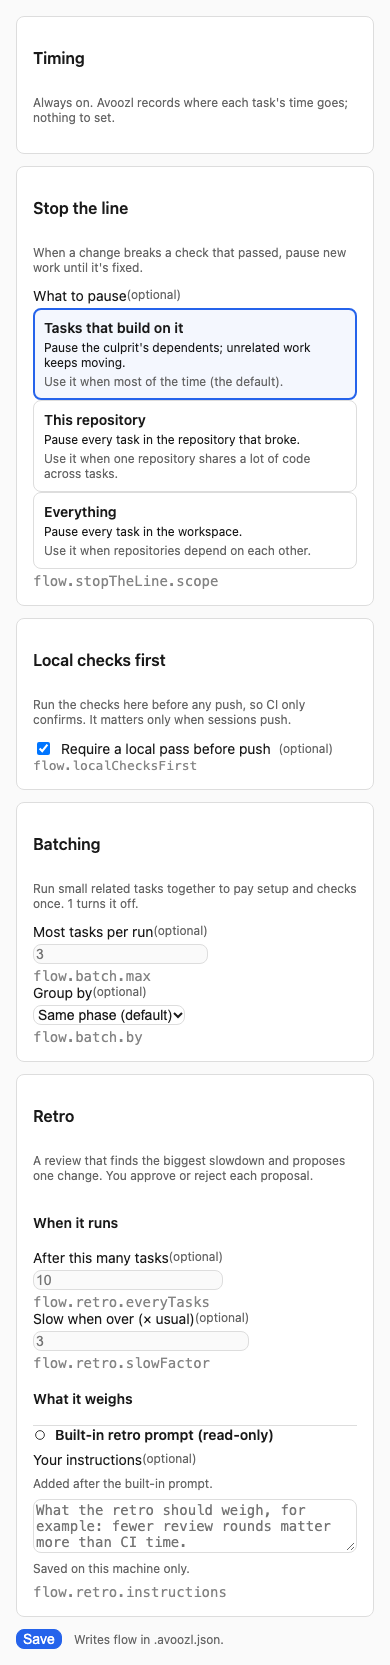 Timing
Always on. Avoozl records where each task's time goes;
nothing to set.
Stop the line
When a change breaks a check that passed, pause new
work until it's fixed.
What to pause(optional)
Tasks that build on it
Pause the culprit's dependents; unrelated work
keeps moving.
Use it when most of the time (the default).
This repository
Pause every task in the repository that broke.
Use it when one repository shares a lot of code
across tasks.
Everything
Pause every task in the workspace.
Use it when repositories depend on each other.
flow.stopTheLine.scope
Local checks first
Run the checks here before any push, so CI only
confirms. It matters only when sessions push.
Require a local pass before push (optional)
flow.localChecksFirst
Batching
Run small related tasks together to pay setup and checks
once. 1 turns it off.
Most tasks per run(optional)
3
flow.batch.max
Group by(optional)
Same phase (default)
flow.batch.by
Retro
A review that finds the biggest slowdown and proposes
one change. You approve or reject each proposal.
When it runs
After this many tasks(optional)
10
flow.retro.everyTasks
Slow when over (× usual)(optional)
3
flow.retro.slowFactor
What it weighs
Built-in retro prompt (read-only)
Your instructions(optional)
Added after the built-in prompt.
What the retro should weigh, for
example: fewer review rounds matter
more than CI time.
Saved on this machine only.
flow.retro.instructions
Save Writes flow in .avoozl.json.